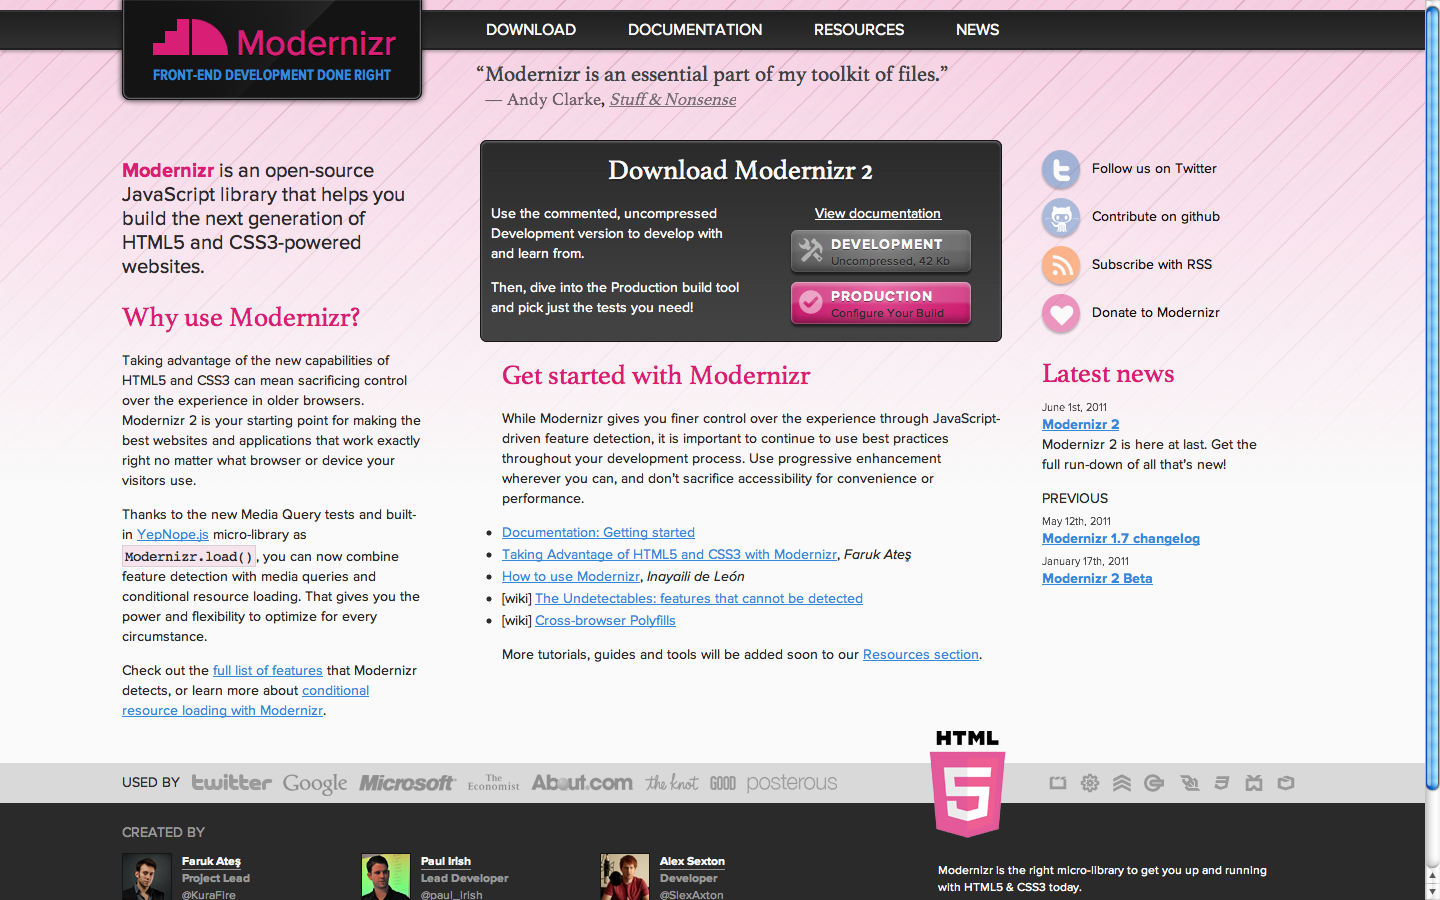 Modernizr
FRONT-END DEVELOPMENT DONE RIGHT
DOWNLOAD
DOCUMENTATION
RESOURCES
NEWS
“Modernizr is an essential part of my toolkit of files.”
— Andy Clarke, Stuff & Nonsense
Modernizr is an open-source
JavaScript library that helps you
build the next generation of
HTML5 and CSS3-powered
websites.
Why use Modernizr?
Taking advantage of the new capabilities of
HTML5 and CSS3 can mean sacrificing control
over the experience in older browsers.
Modernizr 2 is your starting point for making the
best websites and applications that work exactly
right no matter what browser or device your
visitors use.
Thanks to the new Media Query tests and built-
in YepNope.js micro-library as
Modernizr.load(), you can now combine
feature detection with media queries and
conditional resource loading. That gives you the
power and flexibility to optimize for every
circumstance.
Check out the full list of features that Modernizr
detects, or learn more about conditional
resource loading with Modernizr.
Download Modernizr 2
Use the commented, uncompressed
Development version to develop with
and learn from.
Then, dive into the Production build tool
and pick just the tests you need!
View documentation
DEVELOPMENT
Uncompressed, 42 Kb
PRODUCTION
Configure Your Build
Get started with Modernizr
While Modernizr gives you finer control over the experience through JavaScript-
driven feature detection, it is important to continue to use best practices
throughout your development process. Use progressive enhancement
wherever you can, and don't sacrifice accessibility for convenience or
performance.
Documentation: Getting started
Taking Advantage of HTML5 and CSS3 with Modernizr, Faruk Ateş
How to use Modernizr, Inayaili de León
[wiki] The Undetectables: features that cannot be detected
[wiki] Cross-browser Polyfills
More tutorials, guides and tools will be added soon to our Resources section.
Follow us on Twitter
Contribute on github
Subscribe with RSS
Donate to Modernizr
Latest news
June 1st, 2011
Modernizr 2
Modernizr 2 is here at last. Get the
full run-down of all that's new!
PREVIOUS
May 12th, 2011
Modernizr 1.7 changelog
January 17th, 2011
Modernizr 2 Beta
USED BY twitter Google Microsoft The Economist About.com the knot GOOD posterous
HTML
5
CREATED BY
Faruk Ateş
Project Lead
@KuraFire
Paul Irish
Lead Developer
@paul_irish
Alex Sexton
Developer
@SlexAxton
Modernizr is the right micro-library to get you up and running
with HTML5 & CSS3 today.